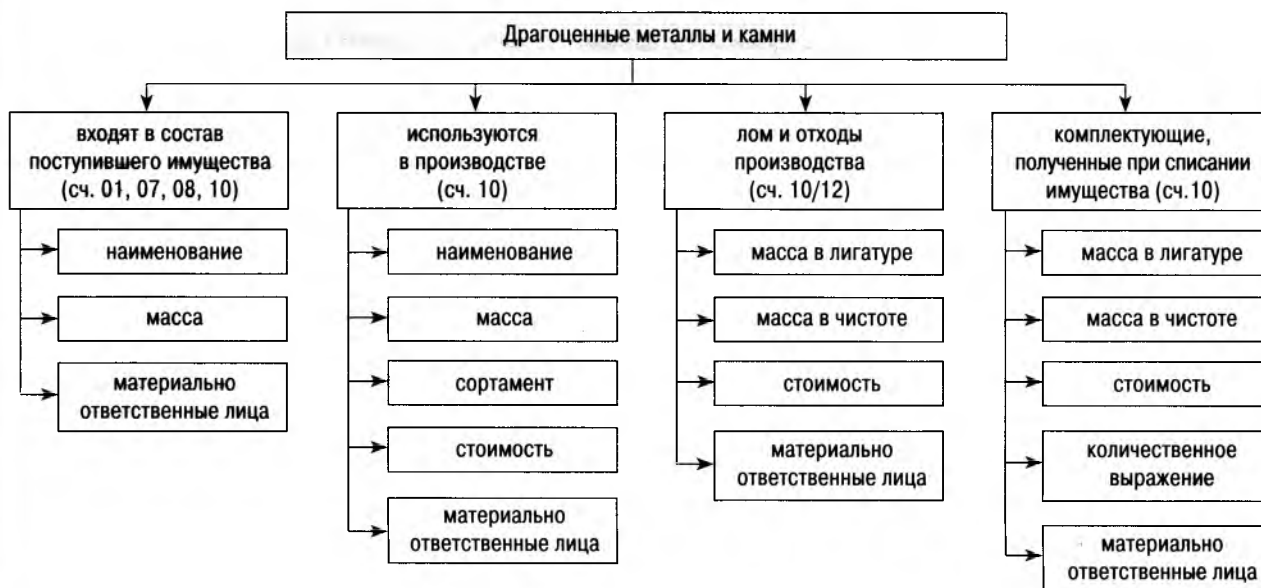 Драгоценные металлы и камни
входят в состав
поступившего имущества
(сч. 01, 07, 08, 10)
наименование
масса
материально
ответственные лица
используются
в производстве
(сч. 10)
наименование
масса
сортамент
стоимость
материально
ответственные лица
лом и отходы
производства
(сч. 10/12)
масса в лигатуре
масса в чистоте
стоимость
материально
ответственные лица
комплектующие,
полученные при списании
имущества (сч.10)
масса в лигатуре
масса в чистоте
стоимость
количественное
выражение
материально
ответственные лица